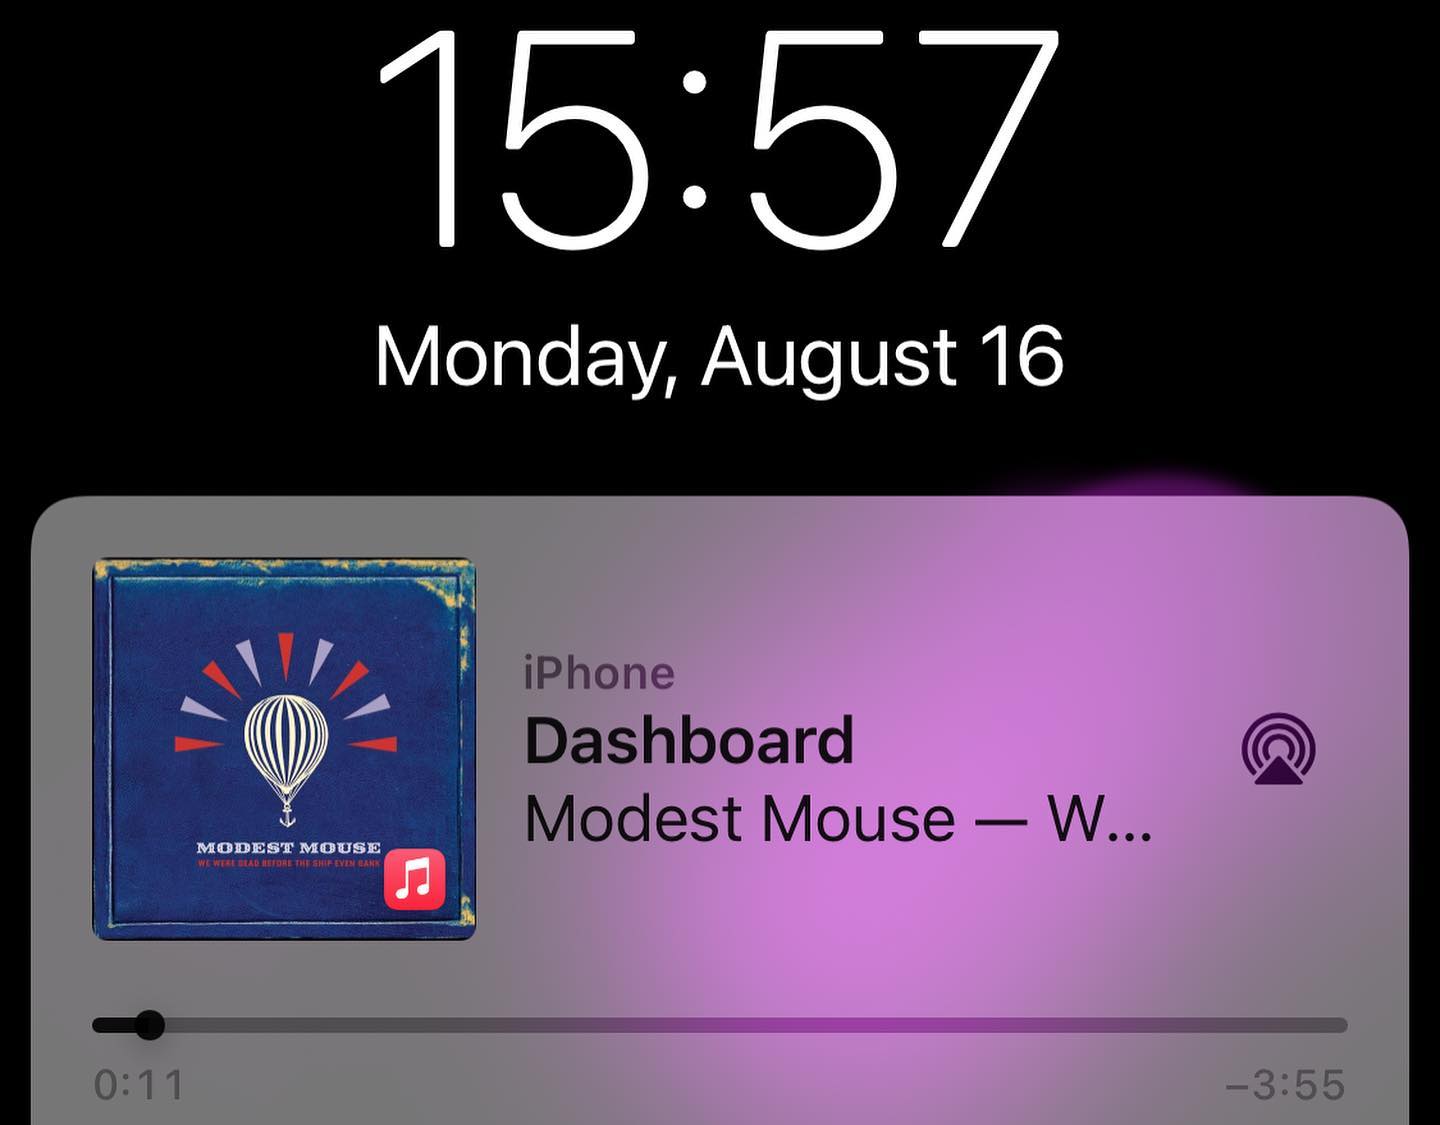 15:57
Monday, August 16
iPhone
Dashboard
Modest Mouse — W...
MODEST MOUSE
WE WERE DEAD BEFORE THE SHIP EVEN SANK
0:11
–3:55